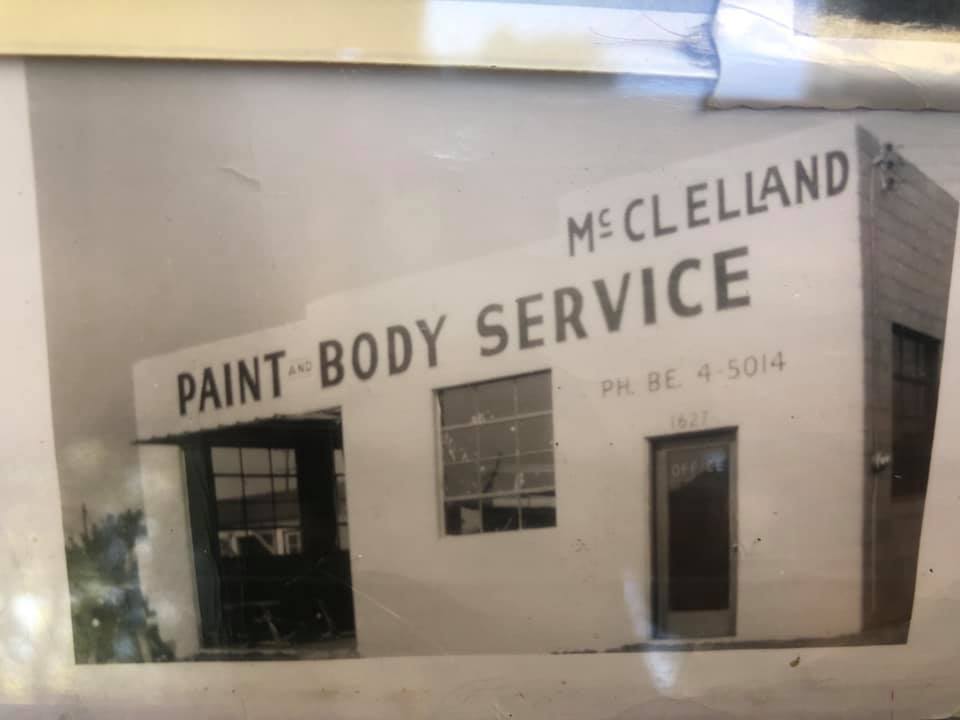 McCLELLAND
PAINT AND BODY SERVICE
PH. BE. 4-5014
1627
OFFICE